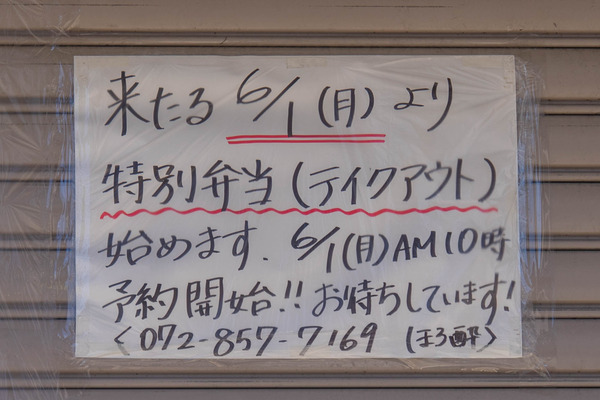 来たる 6/1(月)より
特別弁当(テイクアウト)
始めます、6/1(月)AM10時
予約開始!!お待ちしています!
<072-857-7169 (まろ酔)>